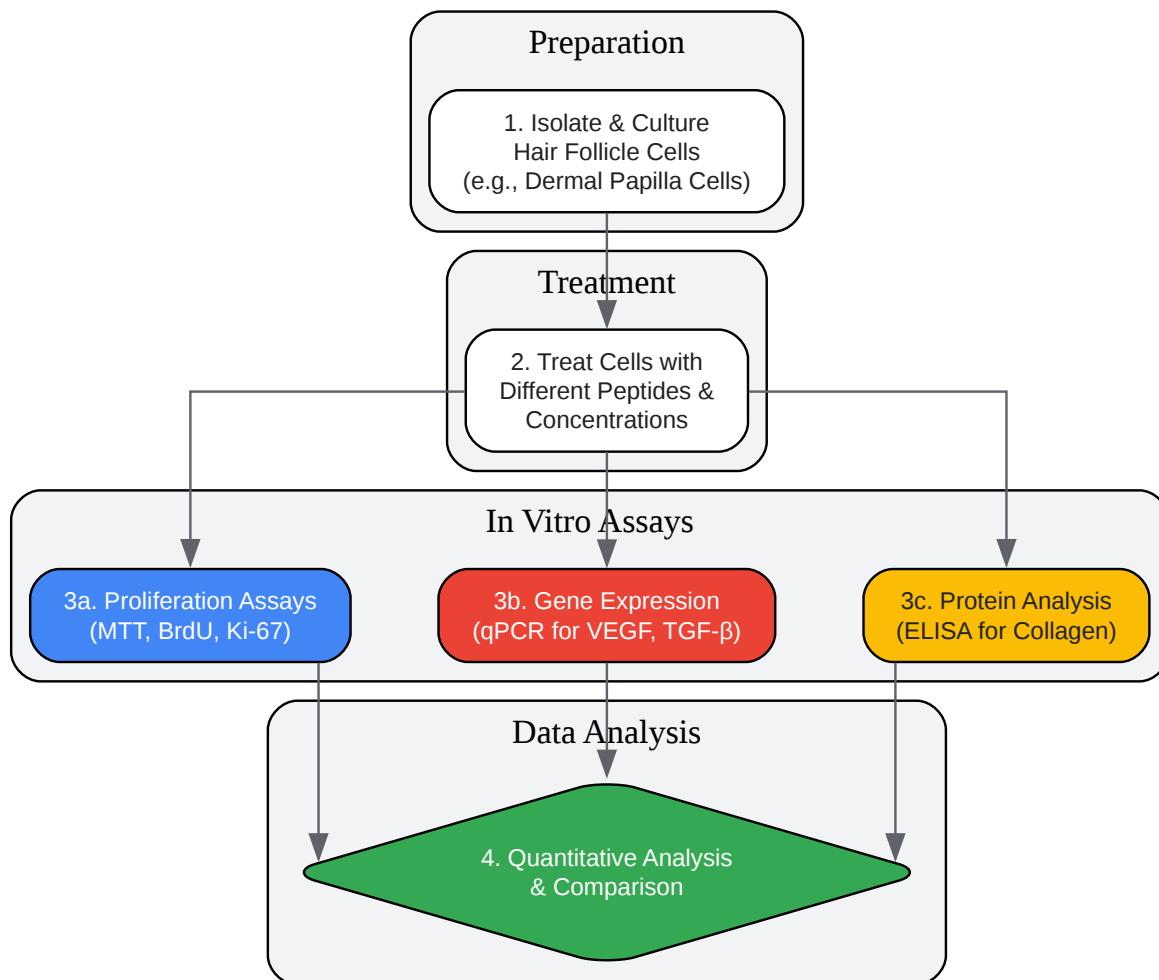 Preparation
1. Isolate & Culture
Hair Follicle Cells
(e.g., Dermal Papilla Cells)
Treatment
2. Treat Cells with
Different Peptides &
Concentrations
In Vitro Assays
3a. Proliferation Assays
(MTT, BrdU, Ki-67)
3b. Gene Expression
(qPCR for VEGF, TGF-β)
3c. Protein Analysis
(ELISA for Collagen)
Data Analysis
4. Quantitative Analysis
& Comparison